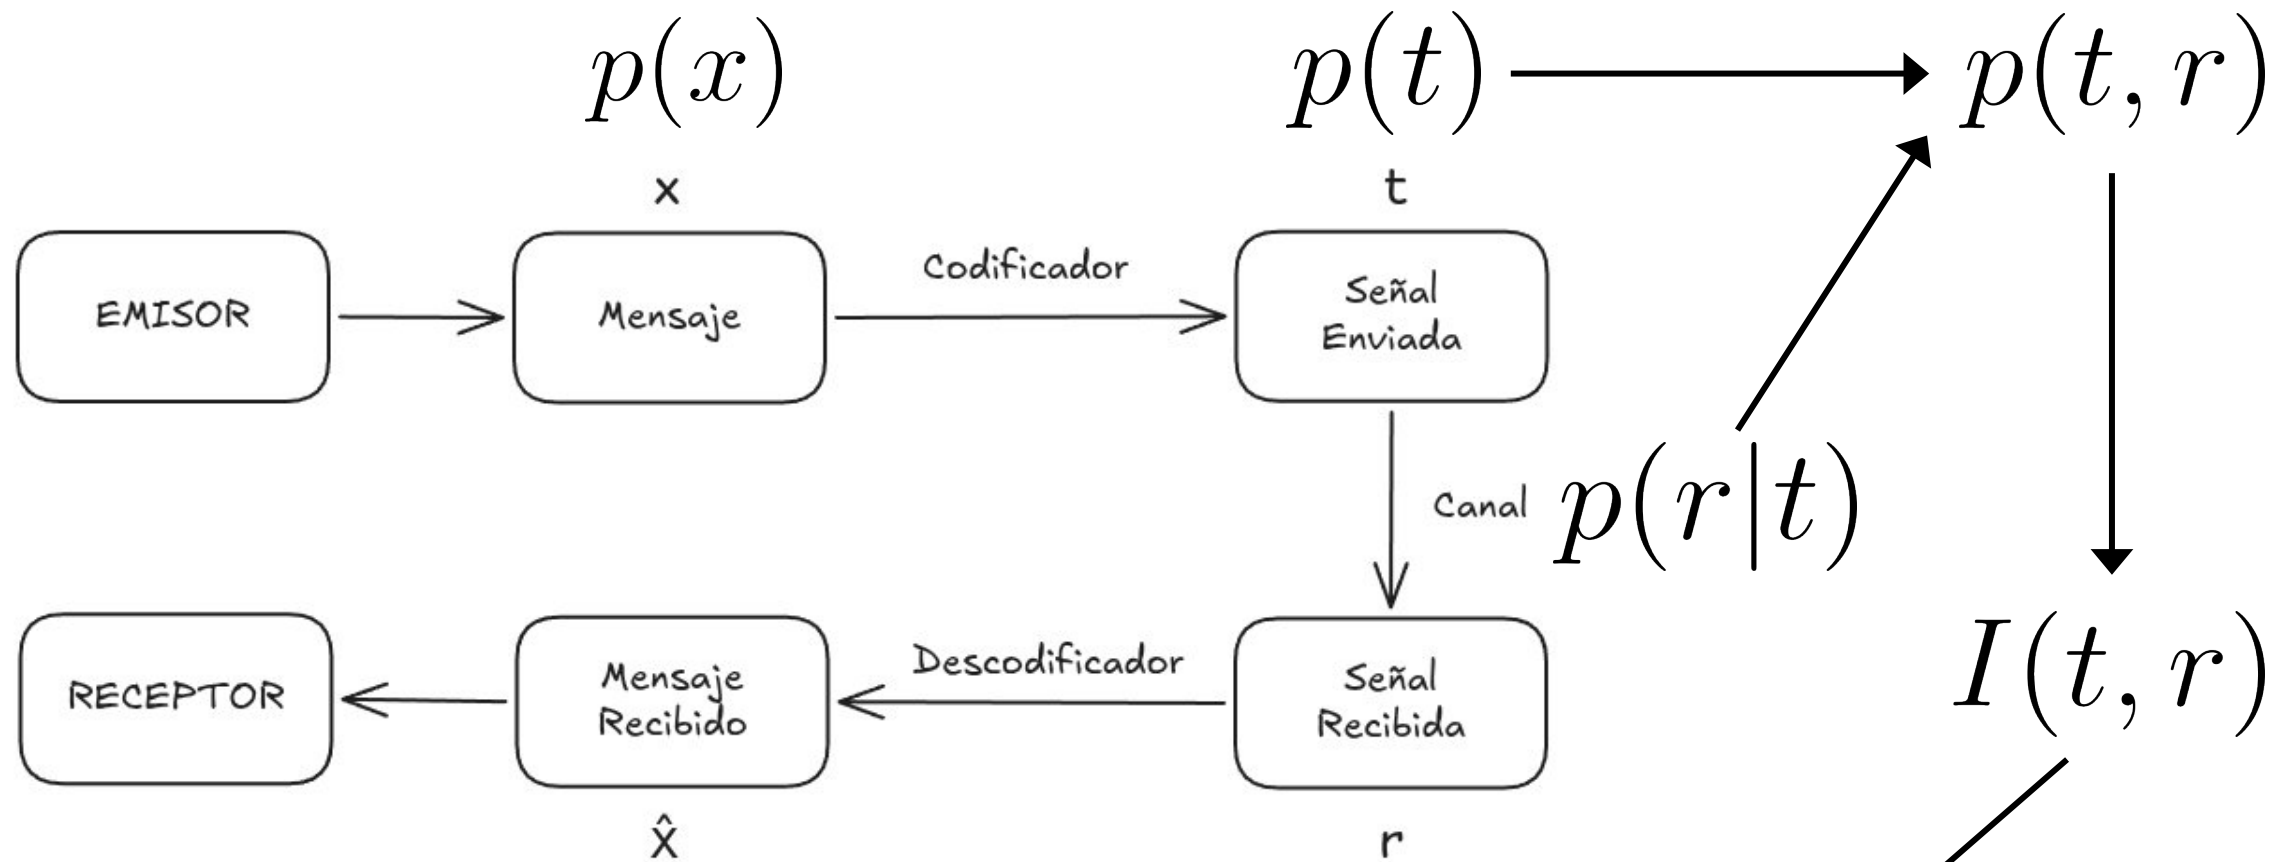 p(x)
p(t)
p(t, r)
x
t
EMISOR
Mensaje
Codificador
Señal
Enviada
Canal
p(r|t)
RECEPTOR
Mensaje
Recibido
Descodificador
Señal
Recibida
I(t, r)
x̂
r